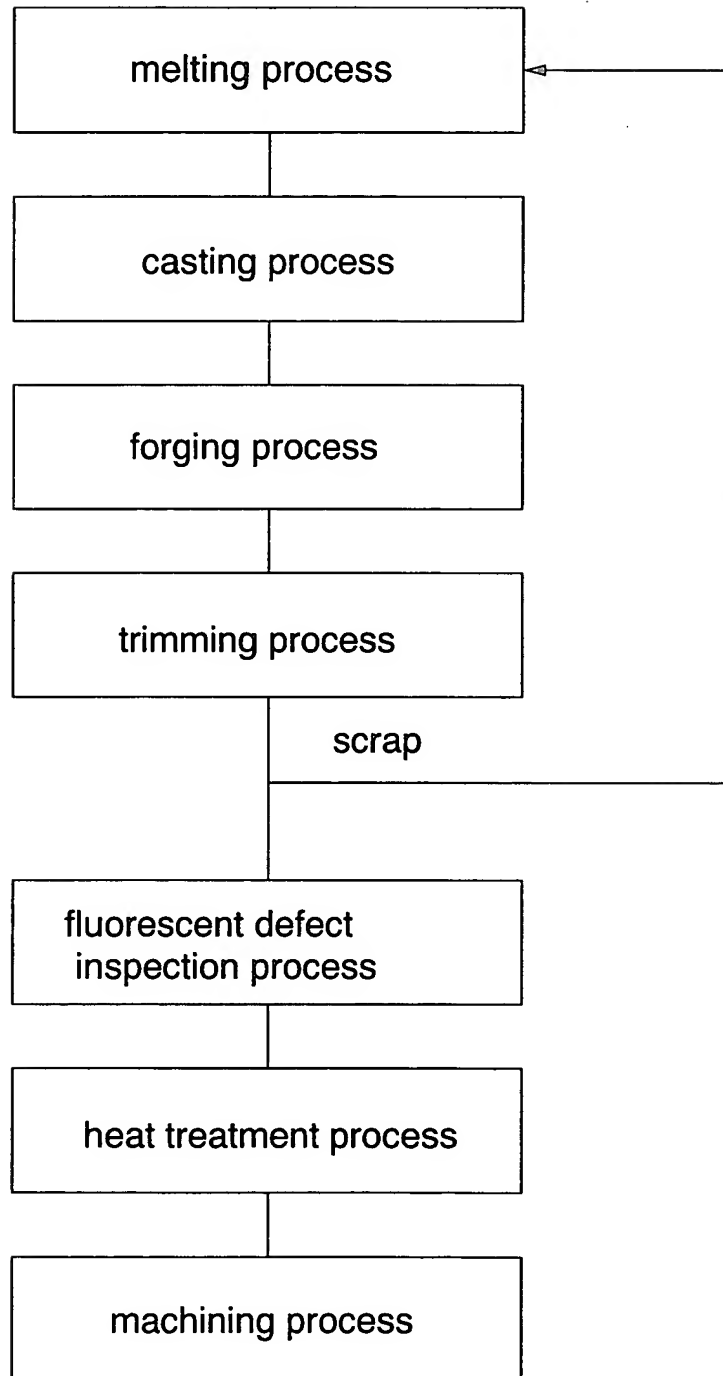 melting process
casting process
forging process
trimming process
scrap
fluorescent defect
inspection process
heat treatment process
machining process